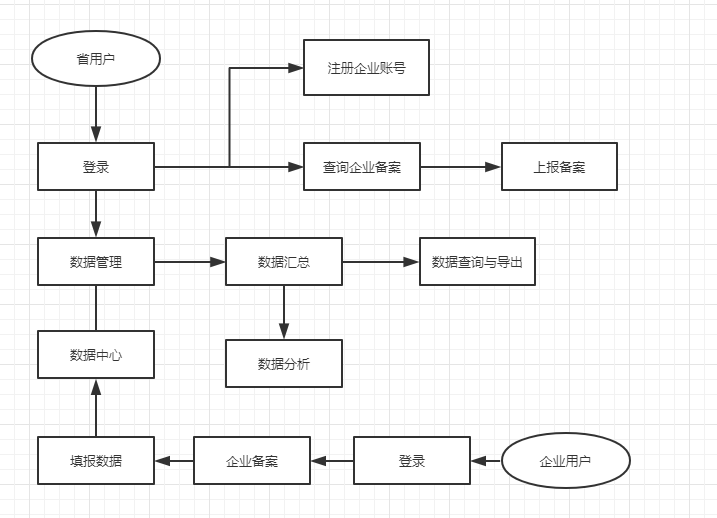 省用户
注册企业账号
登录
查询企业备案
上报备案
数据管理
数据汇总
数据查询与导出
数据中心
数据分析
填报数据
企业备案
登录
企业用户